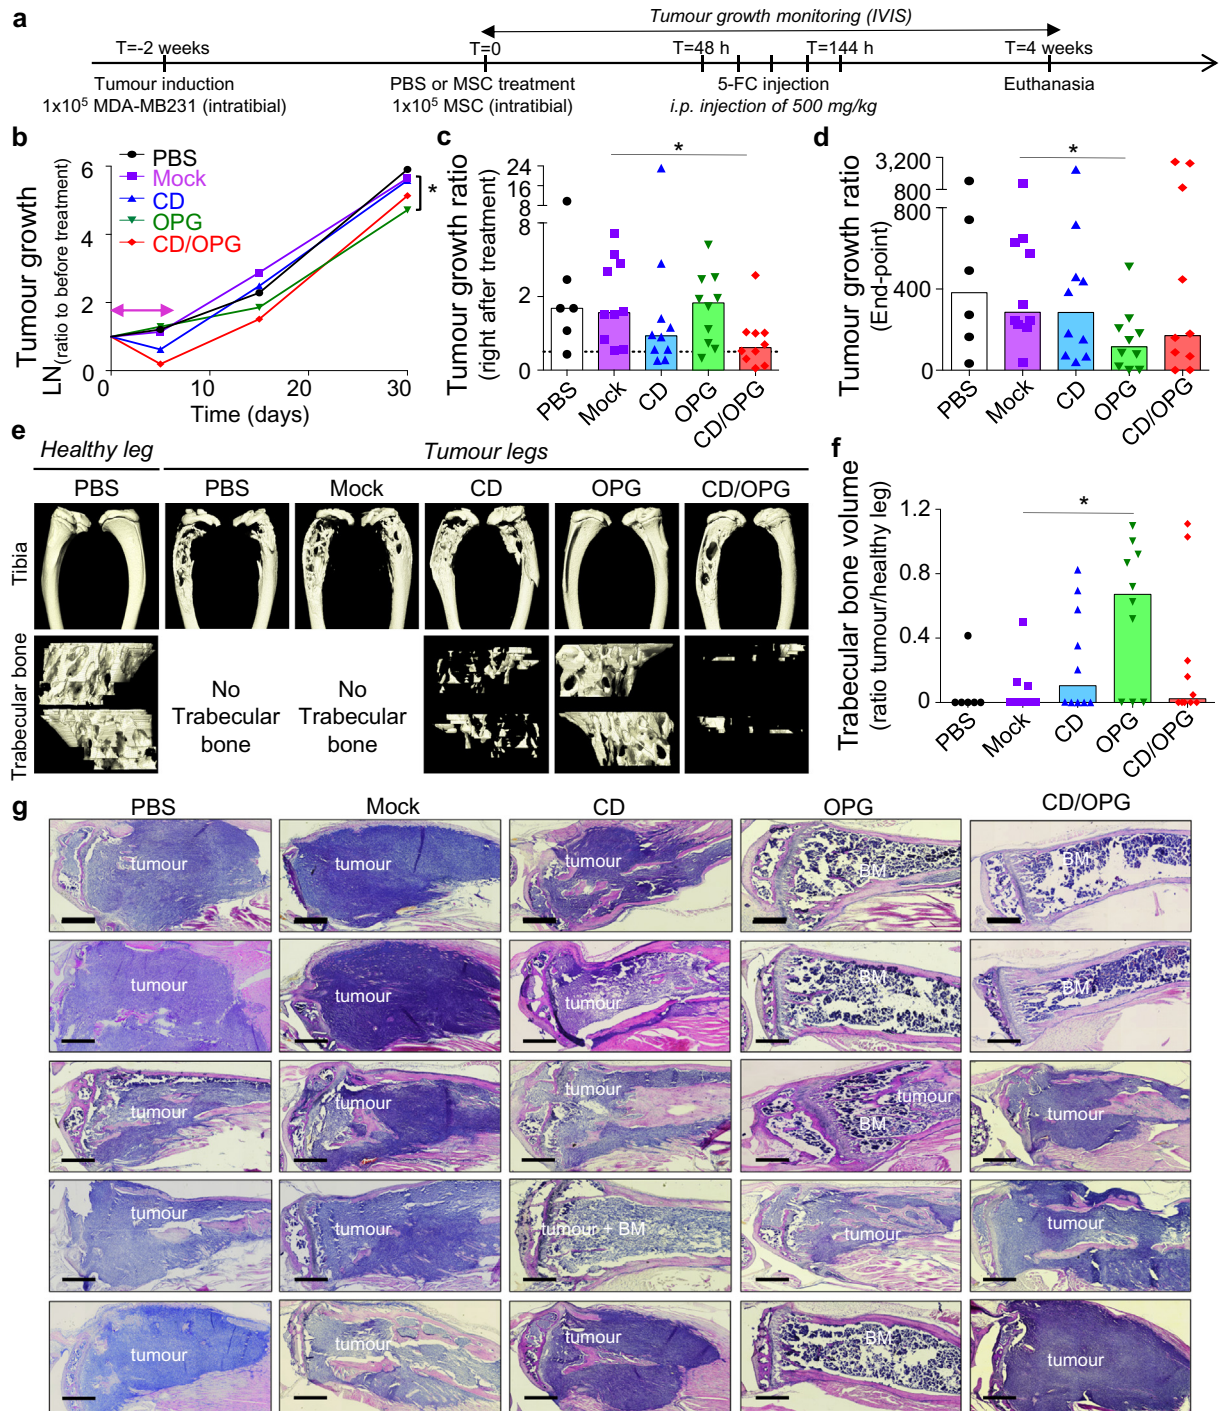 a
Tumour growth monitoring (IVIS)
T=-2 weeks
T=0
T=48 h
T=144 h
T=4 weeks
Tumour induction
1x10⁵ MDA-MB231 (intratibial)
PBS or MSC treatment
1x10⁵ MSC (intratibial)
5-FC injection
i.p. injection of 500 mg/kg
Euthanasia
b
Tumour growth
LN(ratio to before treatment)
6
4
2
0
0
10
20
30
Time (days)
PBS
Mock
CD
OPG
CD/OPG
*
c
Tumour growth ratio
(right after treatment)
24
16
8
8
2
0
*
PBS
Mock
CD
OPG
CD/OPG
d
Tumour growth ratio
(End-point)
3,200
800
800
400
0
*
PBS
Mock
CD
OPG
CD/OPG
e
Healthy leg
Tumour legs
PBS
PBS
Mock
CD
OPG
CD/OPG
Tibia
Trabecular bone
No
Trabecular
bone
No
Trabecular
bone
f
Trabecular bone volume
(ratio tumour/healthy leg)
1.2
0.8
0.4
0
*
PBS
Mock
CD
OPG
CD/OPG
g
PBS
Mock
CD
OPG
CD/OPG
tumour
tumour
tumour
BM
BM
tumour
tumour
tumour
BM
BM
tumour
tumour
tumour
tumour
BM
tumour
tumour
tumour
tumour + BM
tumour
tumour
tumour
tumour
tumour
BM
tumour